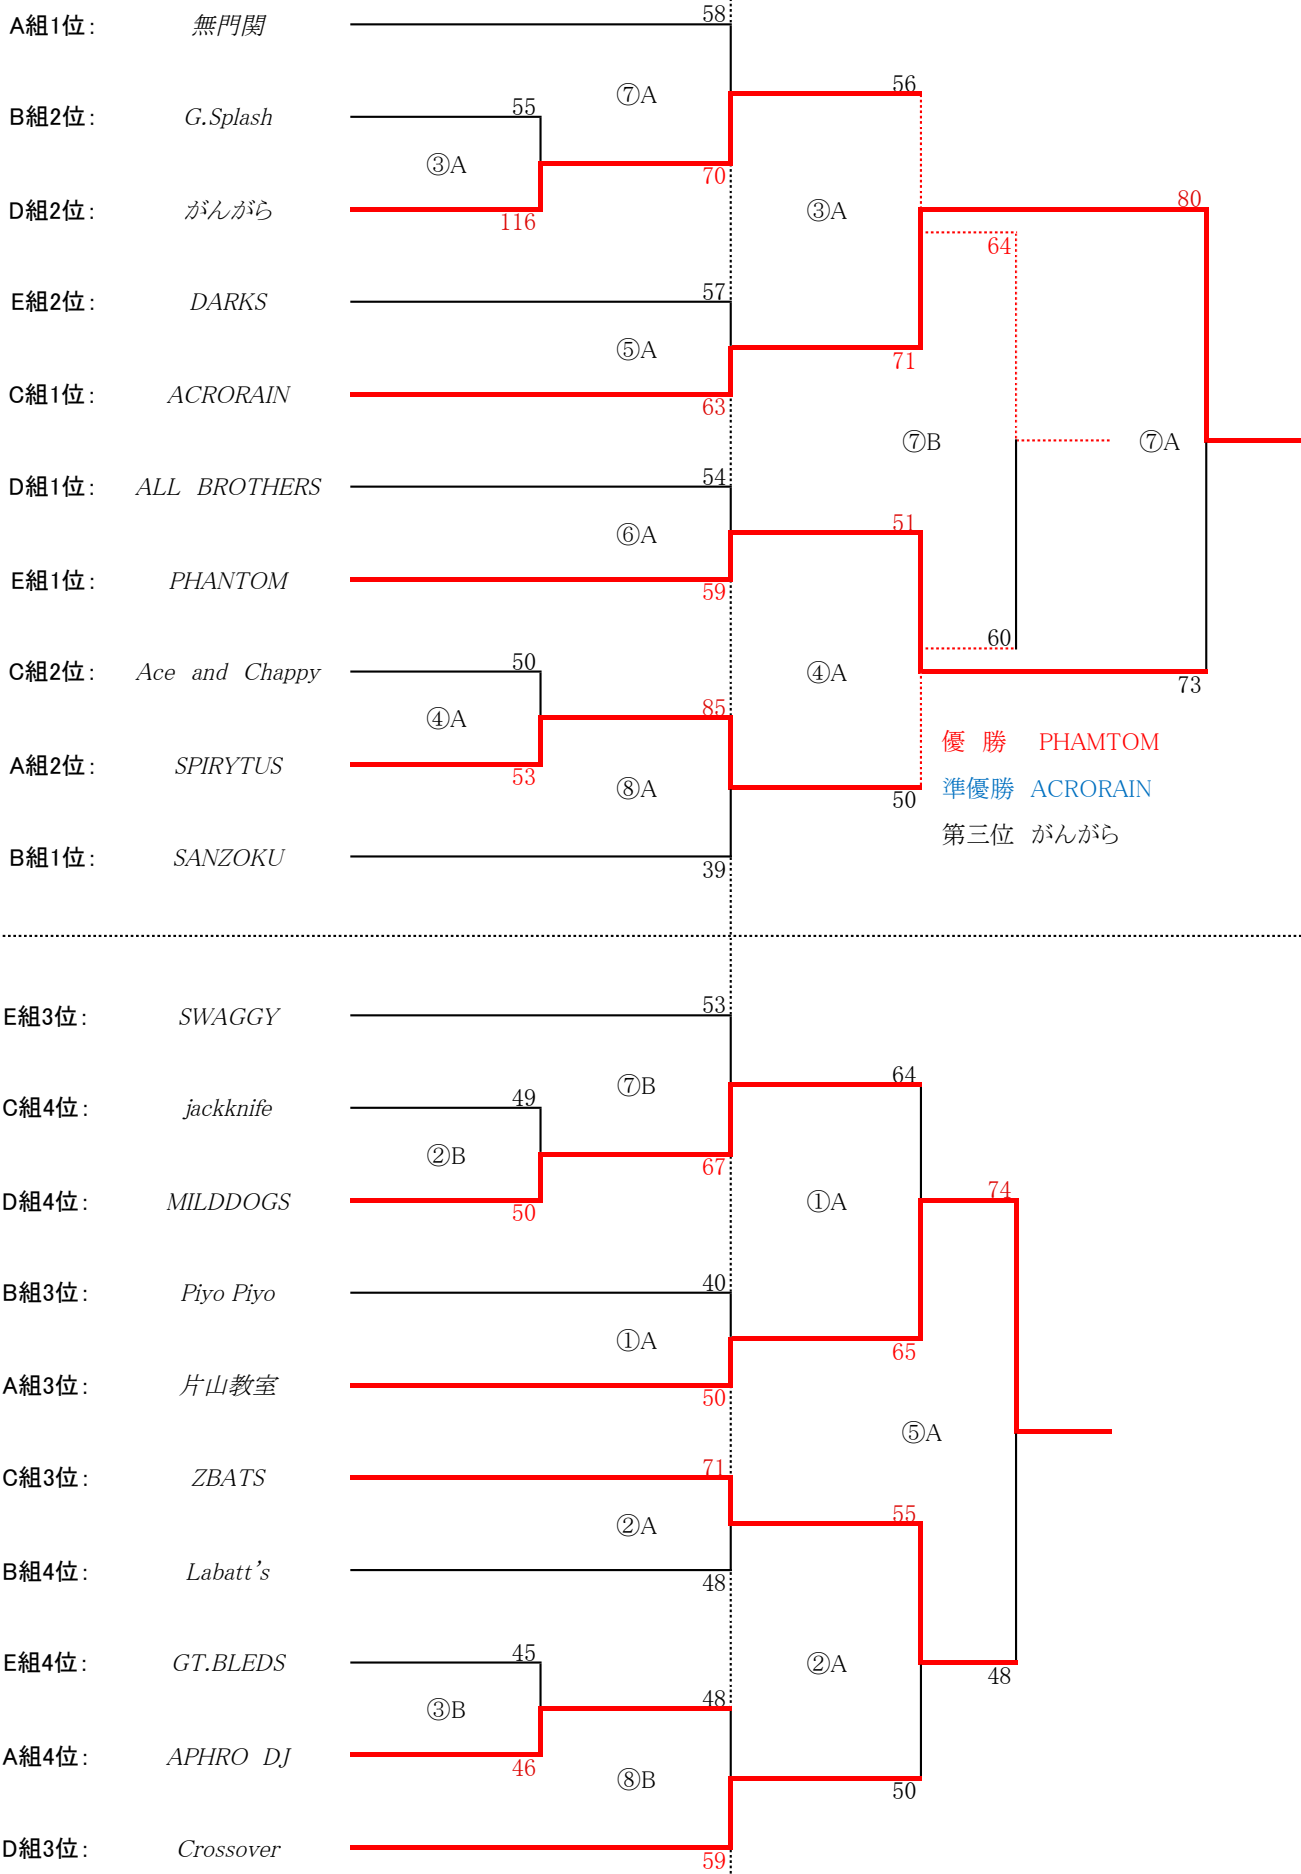 A組1位： 無門関 58
⑦A 56
B組2位： G.Splash 55
③A 70
D組2位： がんがら 116 ③A 80
64
E組2位： DARKS 57
⑤A 71
C組1位： ACRORAIN 63
⑦B ⑦A
D組1位： ALL BROTHERS 54
⑥A 51
E組1位： PHANTOM 59
60
C組2位： Ace and Chappy 50 ④A 73
④A 85
優 勝 PHAMTOM
A組2位： SPIRYTUS 53
⑧A 50 準優勝 ACRORAIN
第三位 がんがら
B組1位： SANZOKU 39
E組3位： SWAGGY 53
⑦B 64
C組4位： jackknife 49
②B 67
D組4位： MILDDOGS 50 ①A 74
B組3位： Piyo Piyo 40
①A 65
A組3位： 片山教室 50
⑤A
C組3位： ZBATS 71
②A 55
B組4位： Labatt's 48
E組4位： GT.BLEDS 45 ②A 48
③B 48
A組4位： APHRO DJ 46
⑧B 50
D組3位： Crossover 59